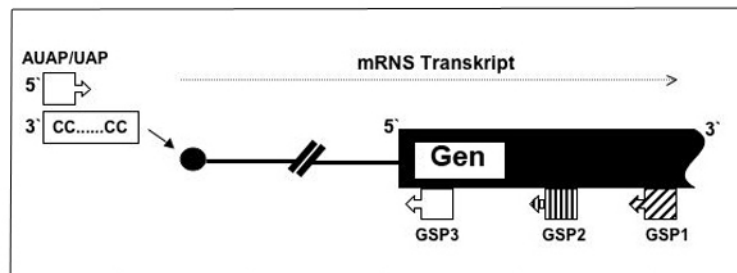 AUAP/UAP
mRNS Transkript
5`
3` CC......CC
5` 3`
Gen
GSP3 GSP2 GSP1